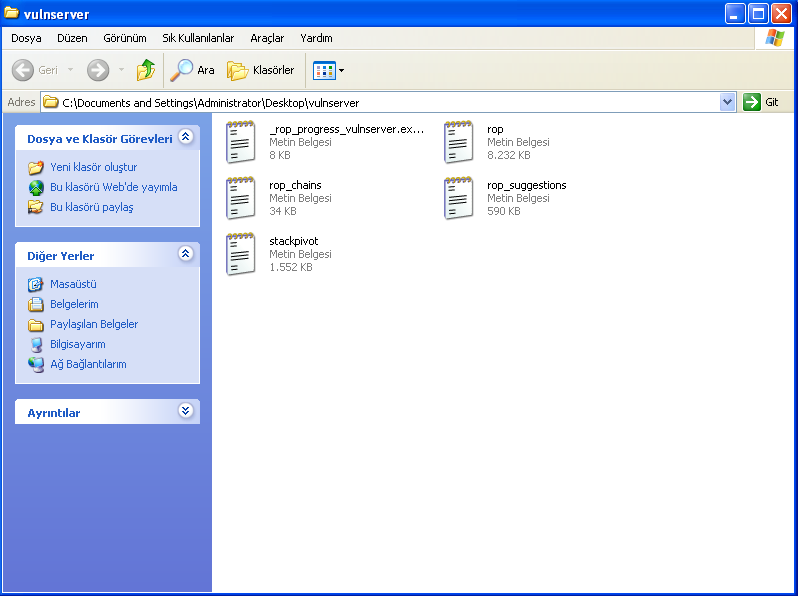 vulnserver
Dosya Düzen Görünüm Sık Kullanılanlar Araçlar Yardım
Geri Ara Klasörler
Adres C:\Documents and Settings\Administrator\Desktop\vulnserver Git
Dosya ve Klasör Görevleri
Yeni klasör oluştur
Bu klasörü Web'de yayımla
Bu klasörü paylaş
Diğer Yerler
Masaüstü
Belgelerim
Paylaşılan Belgeler
Bilgisayarım
Ağ Bağlantılarım
Ayrıntılar
_rop_progress_vulnserver.ex...
Metin Belgesi
8 KB
rop
Metin Belgesi
8.232 KB
rop_chains
Metin Belgesi
34 KB
rop_suggestions
Metin Belgesi
590 KB
stackpivot
Metin Belgesi
1.552 KB